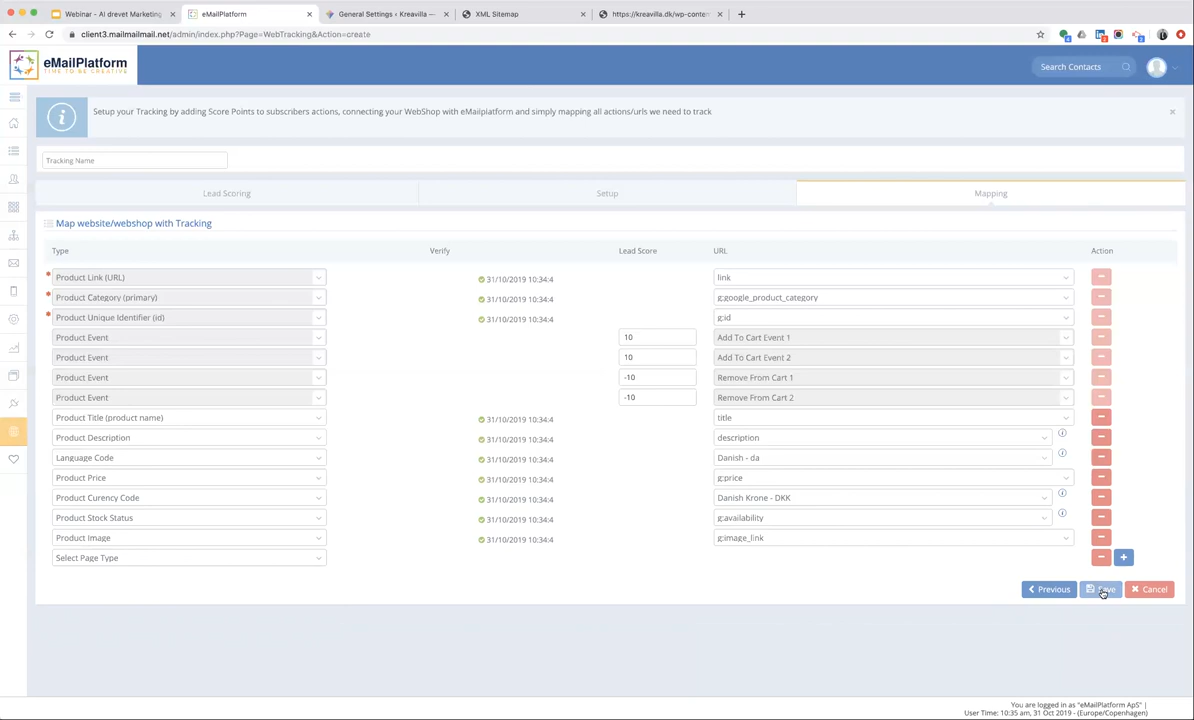 Webinar - AI drevet Marketing
eMailPlatform
General Settings ‹ Kreavilla —
XML Sitemap
https://kreavilla.dk/wp-conten
client3.mailmailmail.net/admin/index.php?Page=WebTracking&Action=create
eMailPlatform
TIME TO BE CREATIVE
Search Contacts
Setup your Tracking by adding Score Points to subscribers actions, connecting your WebShop with eMailplatform and simply mapping all actions/urls we need to track
Tracking Name
Lead Scoring Setup Mapping
Map website/webshop with Tracking
Type Verify Lead Score URL Action
Product Link (URL) 31/10/2019 10:34:4 link
Product Category (primary) 31/10/2019 10:34:4 g:google_product_category
Product Unique Identifier (id) 31/10/2019 10:34:4 g:id
Product Event 10 Add To Cart Event 1
Product Event 10 Add To Cart Event 2
Product Event -10 Remove From Cart 1
Product Event -10 Remove From Cart 2
Product Title (product name) 31/10/2019 10:34:4 title
Product Description 31/10/2019 10:34:4 description
Language Code 31/10/2019 10:34:4 Danish - da
Product Price 31/10/2019 10:34:4 g:price
Product Curency Code 31/10/2019 10:34:4 Danish Krone - DKK
Product Stock Status 31/10/2019 10:34:4 g:availability
Product Image 31/10/2019 10:34:4 g:image_link
Select Page Type
Previous Save Cancel
You are logged in as "eMailPlatform ApS" |
User Time: 10:35 am, 31 Oct 2019 - (Europe/Copenhagen)